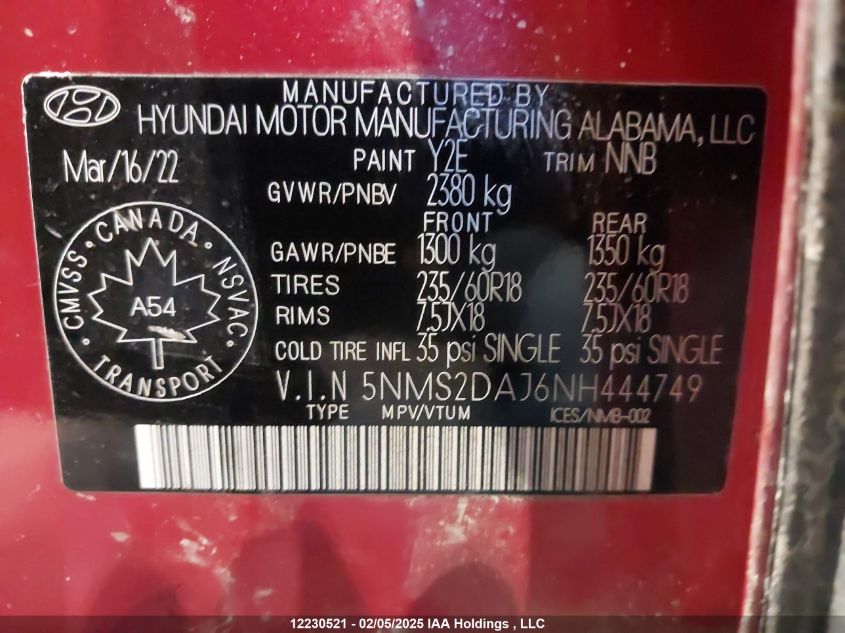 MANUFACTURED BY
HYUNDAI MOTOR MANUFACTURING ALABAMA, LLC
Mar/16/22 PAINT Y2E TRIM NNB
GVWR/PNBV 2380 kg
FRONT REAR
GAWR/PNBE 1300 kg 1350 kg
TIRES 235/60R18 235/60R18
RIMS 7.5JX18 7.5JX18
COLD TIRE INFL 35 psi SINGLE 35 psi SINGLE
V.I.N 5NMS2DAJ6NH444749
TYPE MPV/VTUM ICES/NMB-002
CMVSS • CANADA • NSVAC • TRANSPORT •
A54
12230521 - 02/05/2025 IAA Holdings , LLC